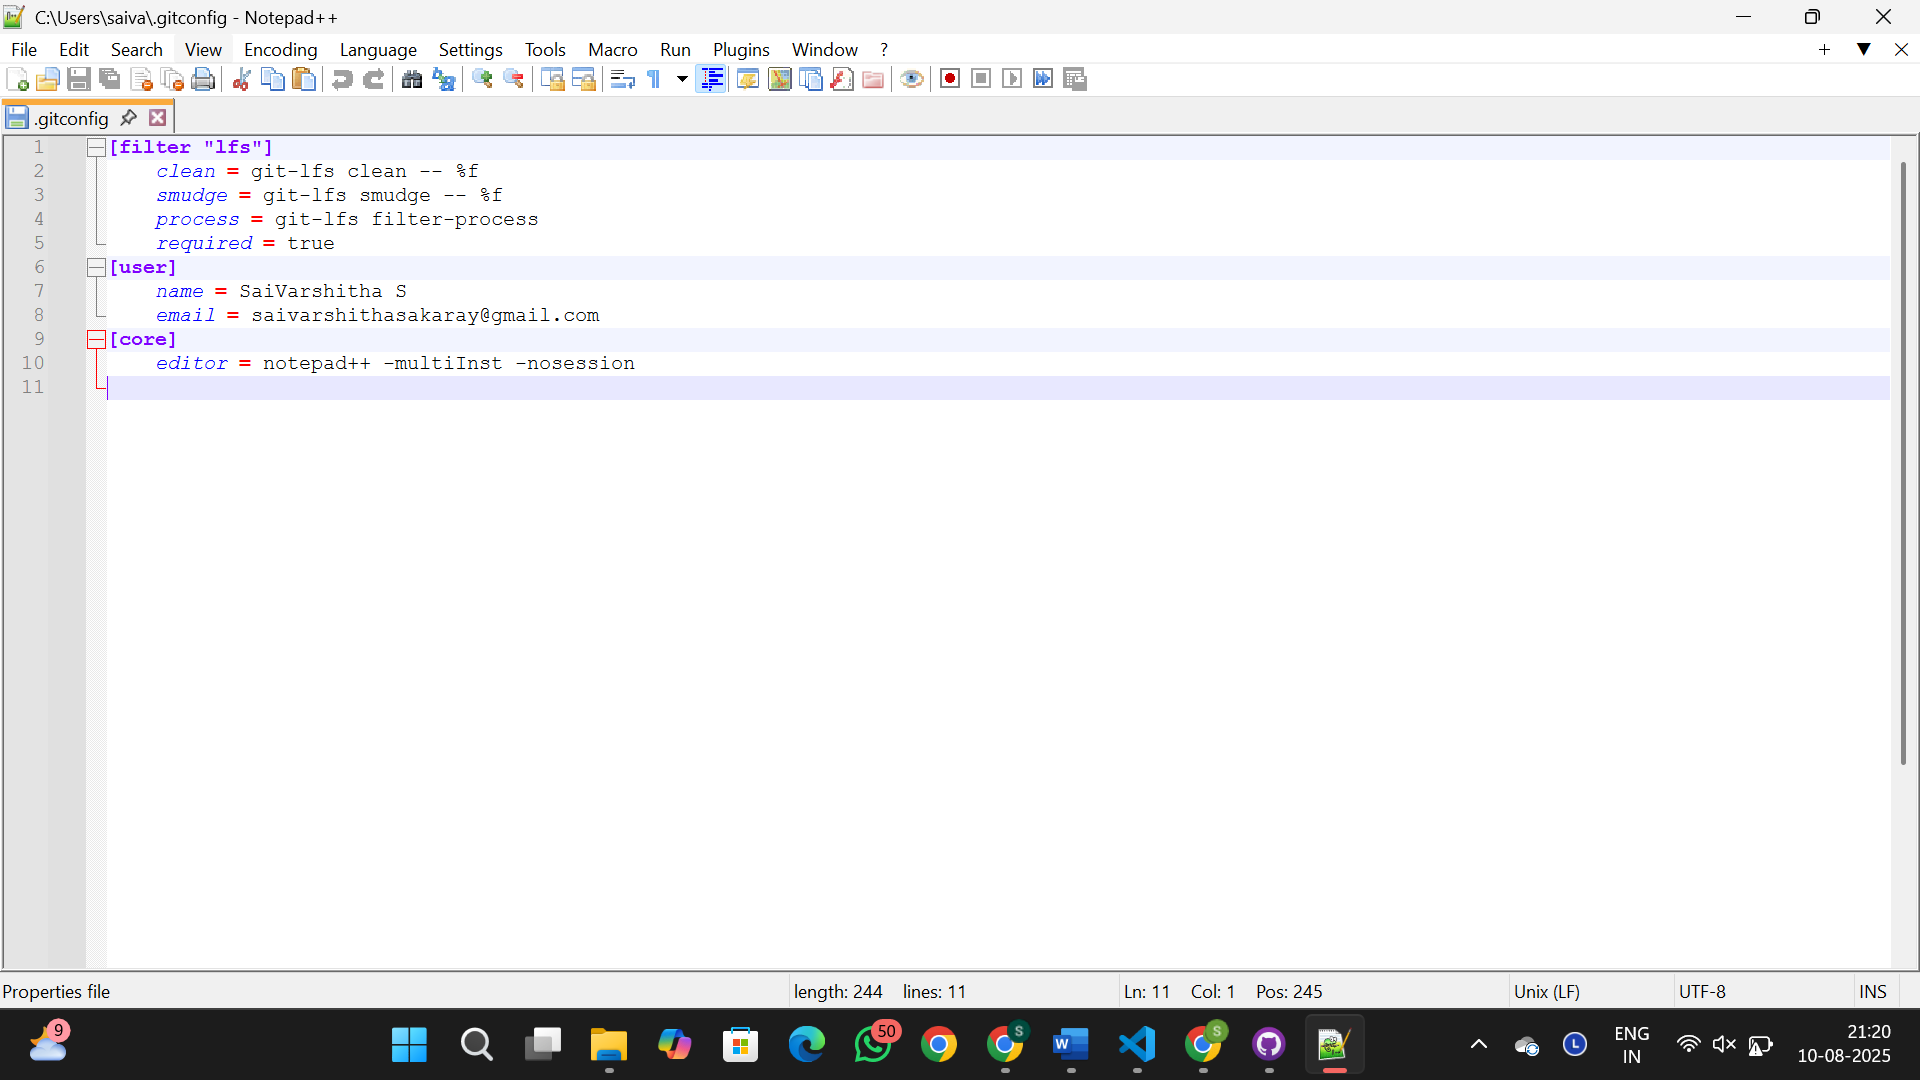 C:\Users\saiva\.gitconfig - Notepad++
File Edit Search View Encoding Language Settings Tools Macro Run Plugins Window ?
.gitconfig
1 [filter "lfs"]
2 clean = git-lfs clean -- %f
3 smudge = git-lfs smudge -- %f
4 process = git-lfs filter-process
5 required = true
6 [user]
7 name = SaiVarshitha S
8 email = saivarshithasakaray@gmail.com
9 [core]
10 editor = notepad++ -multiInst -nosession
11
Properties file length: 244 lines: 11 Ln: 11 Col: 1 Pos: 245 Unix (LF) UTF-8 INS
9 50 S W S L ENG 21:20
IN 10-08-2025